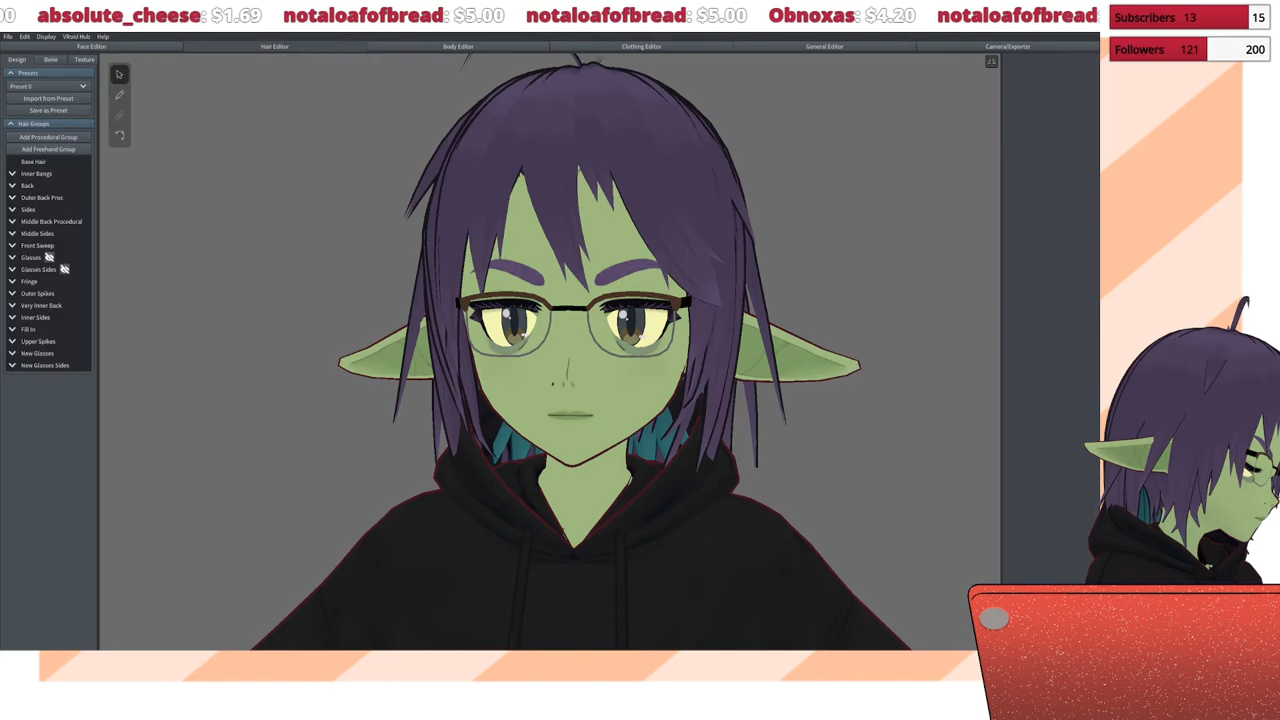 00 absolute_cheese: $1.69 notaloafofbread: $5.00 notaloafofbread: $5.00 Obnoxas: $4.20 notaloafofbread:
Subscribers 13 15
Followers 121 200
File Edit Display VRoid Hub Help
Face Editor Hair Editor Body Editor Clothing Editor General Editor Camera/Exporter
Design Bone Texture
Presets
Preset 0
Import from Preset
Save as Preset
Hair Groups
Add Procedural Group
Add Freehand Group
Base Hair
Inner Bangs
Back
Outer Back Proc
Sides
Middle Back Procedural
Middle Sides
Front Sweep
Glasses
Glasses Sides
Fringe
Outer Spikes
Very Inner Back
Inner Sides
Fill In
Upper Spikes
New Glasses
New Glasses Sides